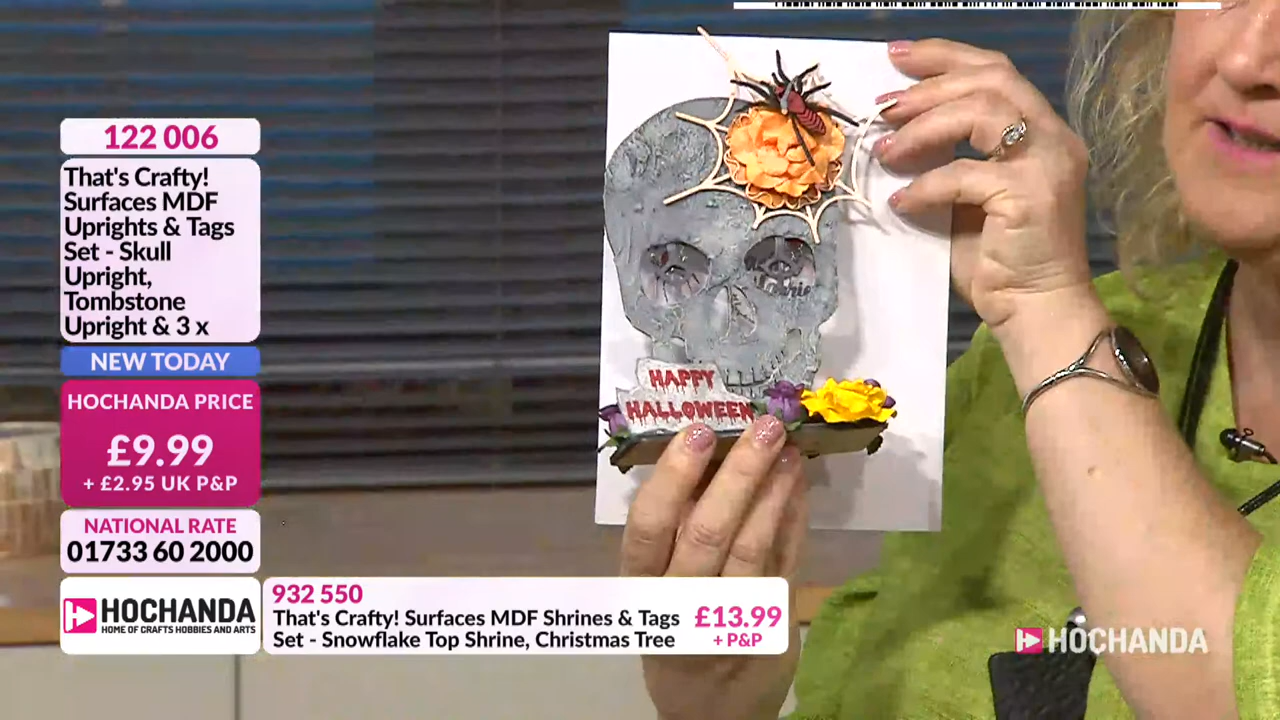 122 006
That's Crafty!
Surfaces MDF
Uprights & Tags
Set - Skull
Upright,
Tombstone
Upright & 3 x
NEW TODAY
HOCHANDA PRICE
£9.99
+ £2.95 UK P&P
NATIONAL RATE
01733 60 2000
HOCHANDA
HOME OF CRAFTS HOBBIES AND ARTS
932 550
That's Crafty! Surfaces MDF Shrines & Tags
Set - Snowflake Top Shrine, Christmas Tree
£13.99
+ P&P
HAPPY
HALLOWEEN
HOCHANDA